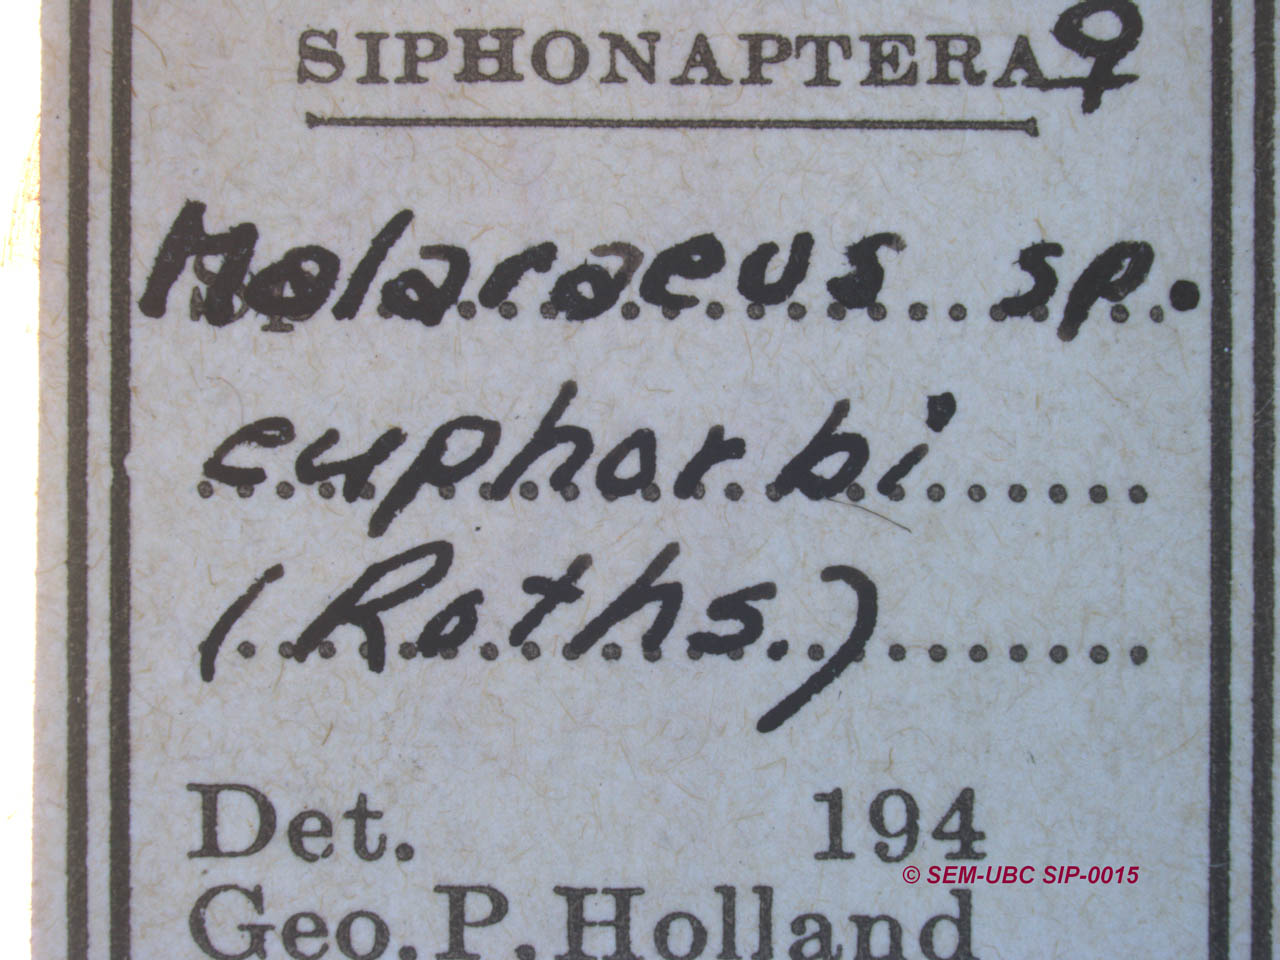 SIPHONAPTERA♀
Malaraeus sp.
euphorbi
(Roths.)
Det. 194
© SEM-UBC SIP-0015
Geo. P. Holland